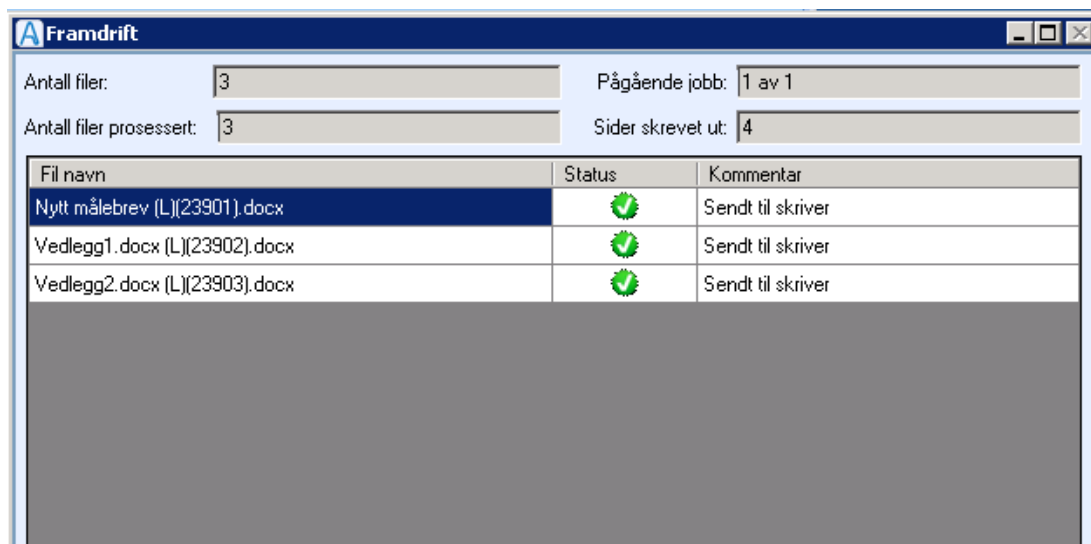 Framdrift
Antall filer: 3 Pågående jobb: 1 av 1
Antall filer prosessert: 3 Sider skrevet ut: 4
Fil navn Status Kommentar
Nytt målebrev (L)(23901).docx Sendt til skriver
Vedlegg1.docx (L)(23902).docx Sendt til skriver
Vedlegg2.docx (L)(23903).docx Sendt til skriver